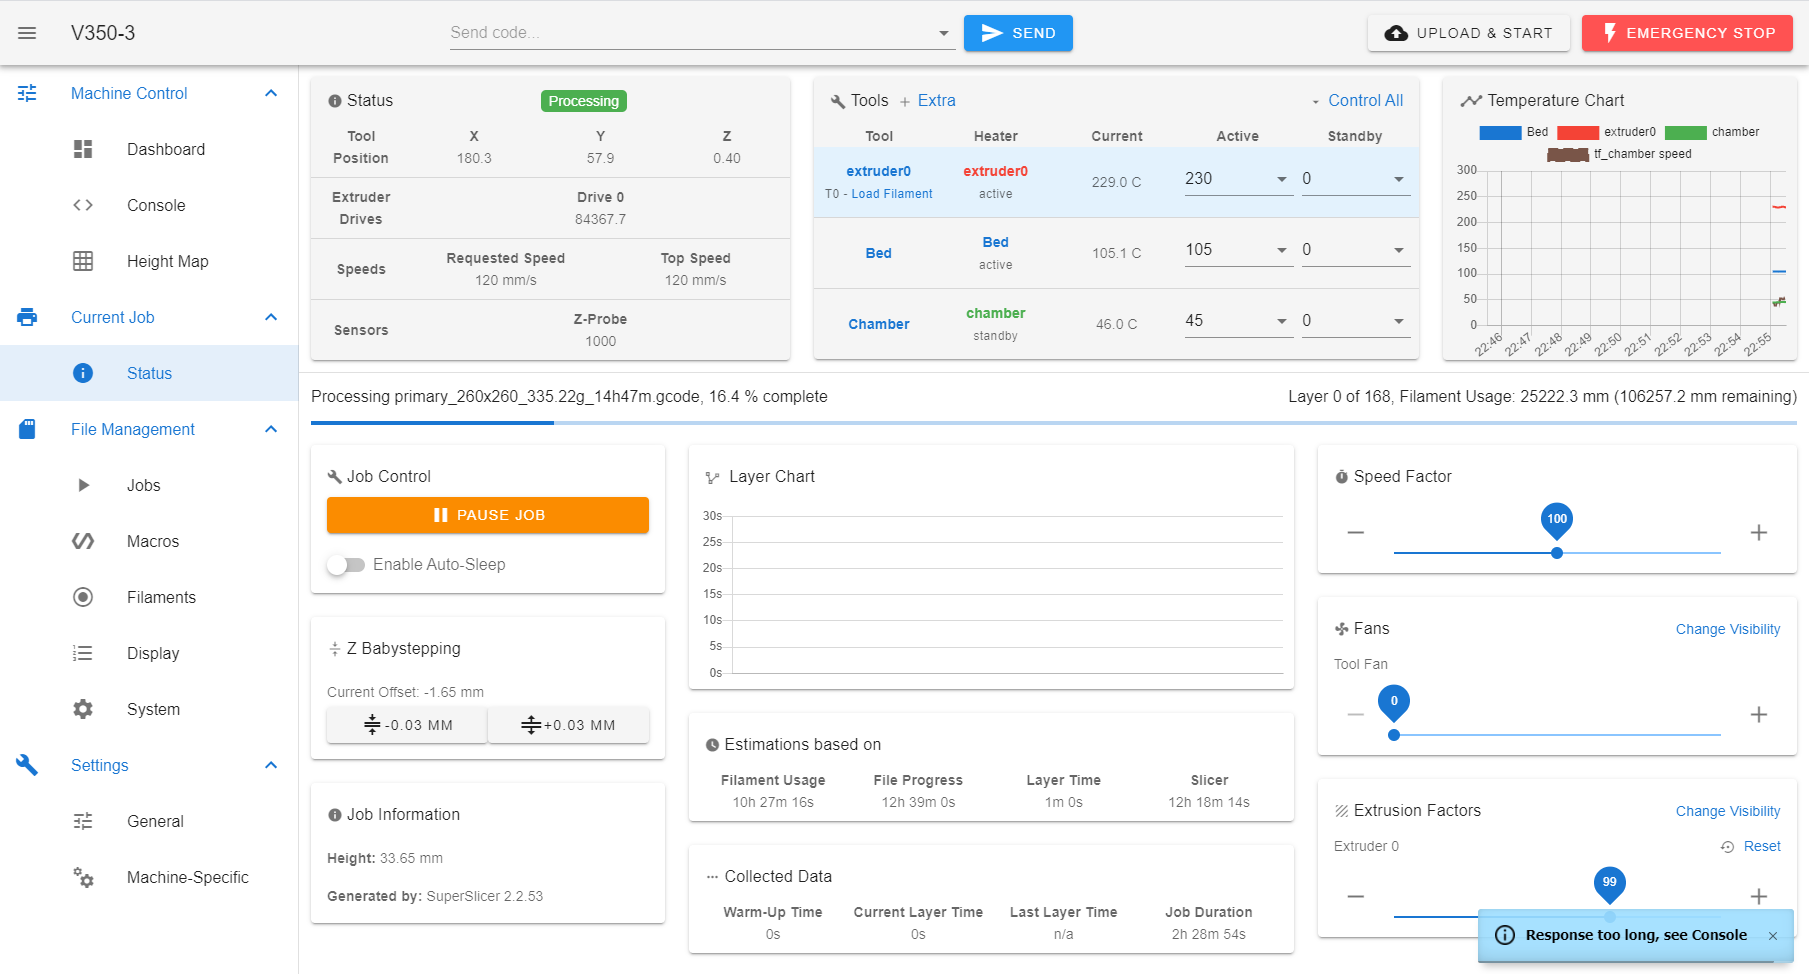 V350-3
Send code...
SEND
UPLOAD & START
EMERGENCY STOP
Machine Control
Dashboard
Console
Height Map
Current Job
Status
File Management
Jobs
Macros
Filaments
Display
System
Settings
General
Machine-Specific
Status
Processing
Tool Position
X
Y
Z
180.3
57.9
0.40
Extruder Drives
Drive 0
84367.7
Speeds
Requested Speed
Top Speed
120 mm/s
120 mm/s
Sensors
Z-Probe
1000
Tools + Extra
Control All
Tool
Heater
Current
Active
Standby
extruder0
T0 - Load Filament
extruder0
active
229.0 C
230
0
Bed
Bed
active
105.1 C
105
0
Chamber
chamber
standby
46.0 C
45
0
Temperature Chart
Bed
extruder0
chamber
tf_chamber speed
300
250
200
150
100
50
0
22:46
22:47
22:48
22:49
22:50
22:51
22:52
22:53
22:54
22:55
Processing primary_260x260_335.22g_14h47m.gcode, 16.4 % complete
Layer 0 of 168, Filament Usage: 25222.3 mm (106257.2 mm remaining)
Job Control
PAUSE JOB
Enable Auto-Sleep
Z Babystepping
Current Offset: -1.65 mm
-0.03 MM
+0.03 MM
Job Information
Height: 33.65 mm
Generated by: SuperSlicer 2.2.53
Layer Chart
30s
25s
20s
15s
10s
5s
0s
Estimations based on
Filament Usage
File Progress
Layer Time
Slicer
10h 27m 16s
12h 39m 0s
1m 0s
12h 18m 14s
Collected Data
Warm-Up Time
Current Layer Time
Last Layer Time
Job Duration
0s
0s
n/a
2h 28m 54s
Speed Factor
100
Fans
Change Visibility
Tool Fan
0
Extrusion Factors
Change Visibility
Extruder 0
Reset
99
Response too long, see Console